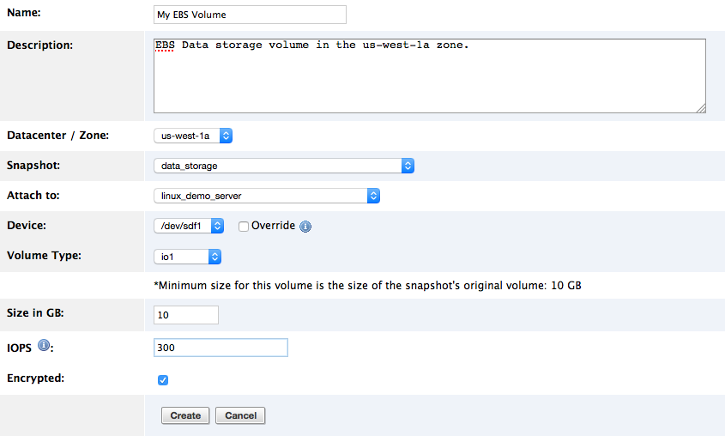 Name: My EBS Volume
Description: EBS Data storage volume in the us-west-1a zone.
Datacenter / Zone: us-west-1a
Snapshot: data_storage
Attach to: linux_demo_server
Device: /dev/sdf1 Override i
Volume Type: io1
*Minimum size for this volume is the size of the snapshot's original volume: 10 GB
Size in GB: 10
IOPS i : 300
Encrypted:
Create Cancel